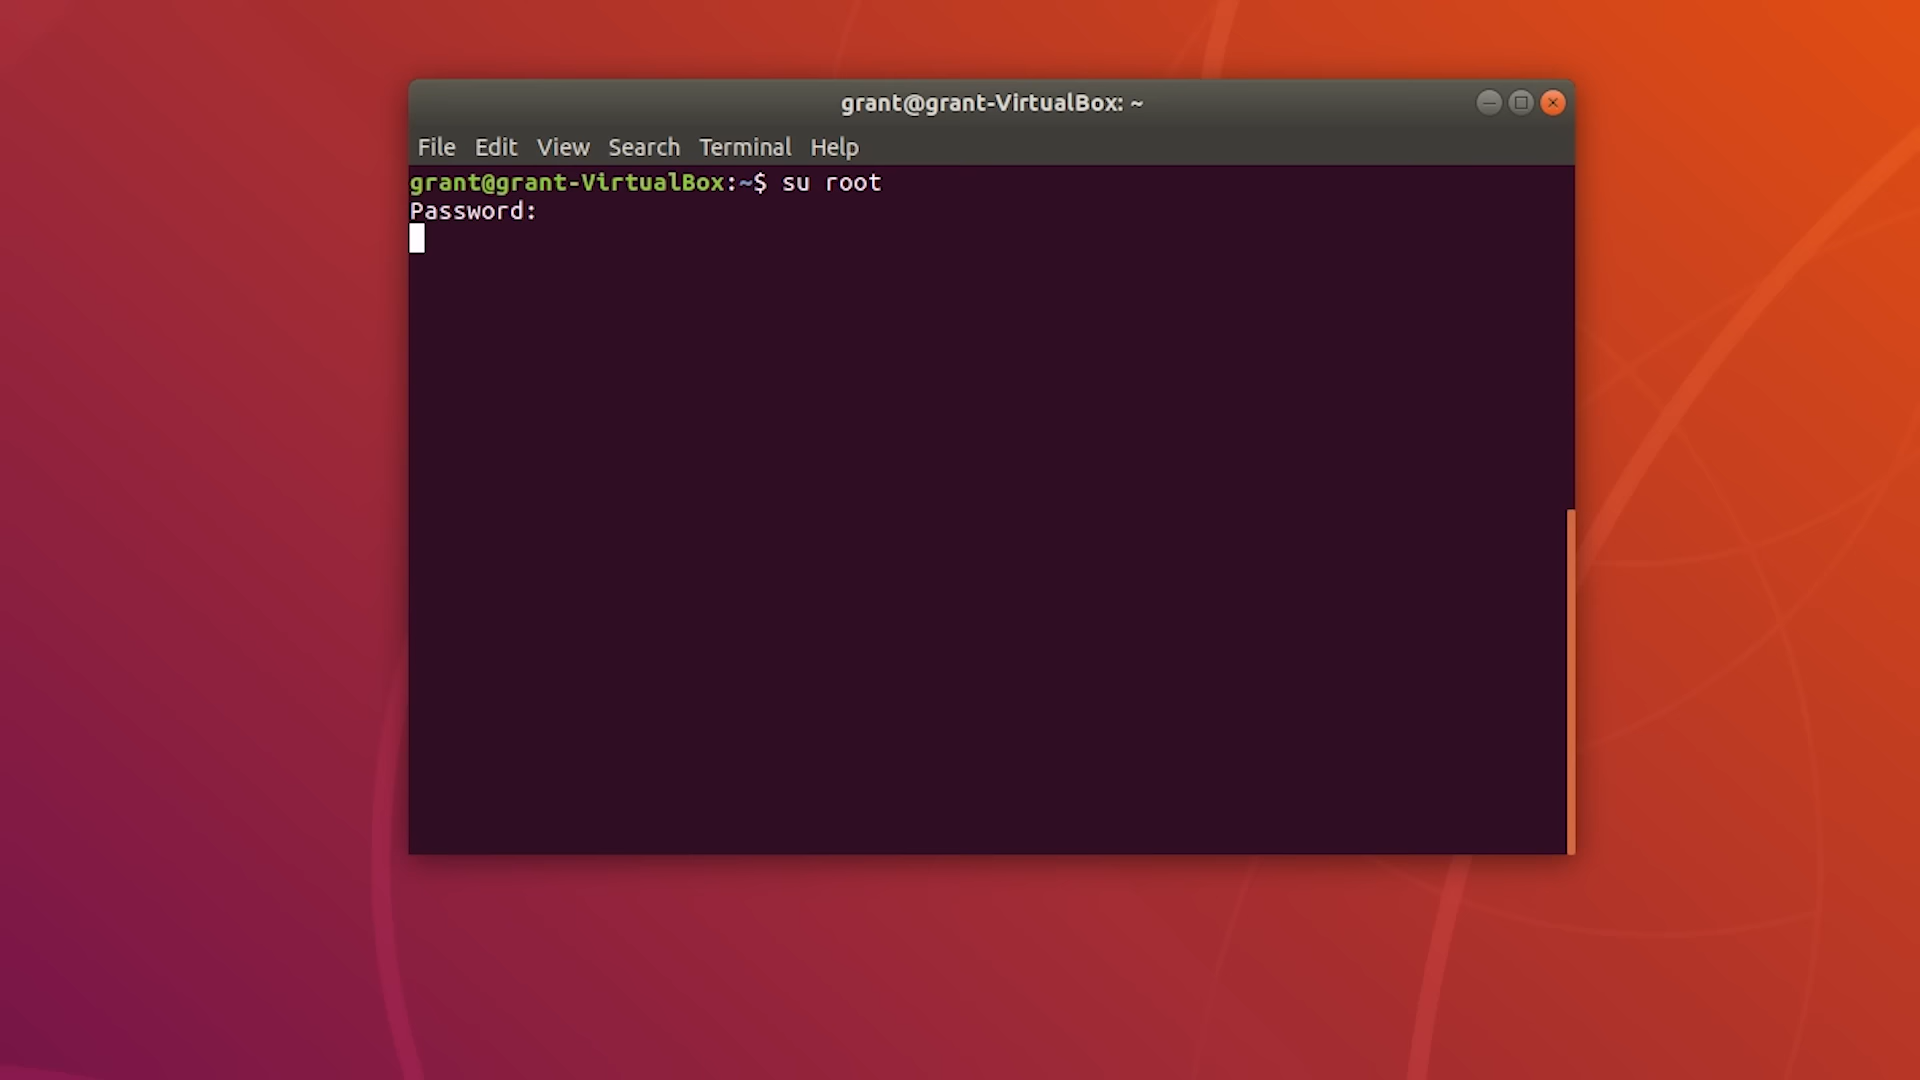 grant@grant-VirtualBox: ~
File Edit View Search Terminal Help
grant@grant-VirtualBox:~$ su root
Password: